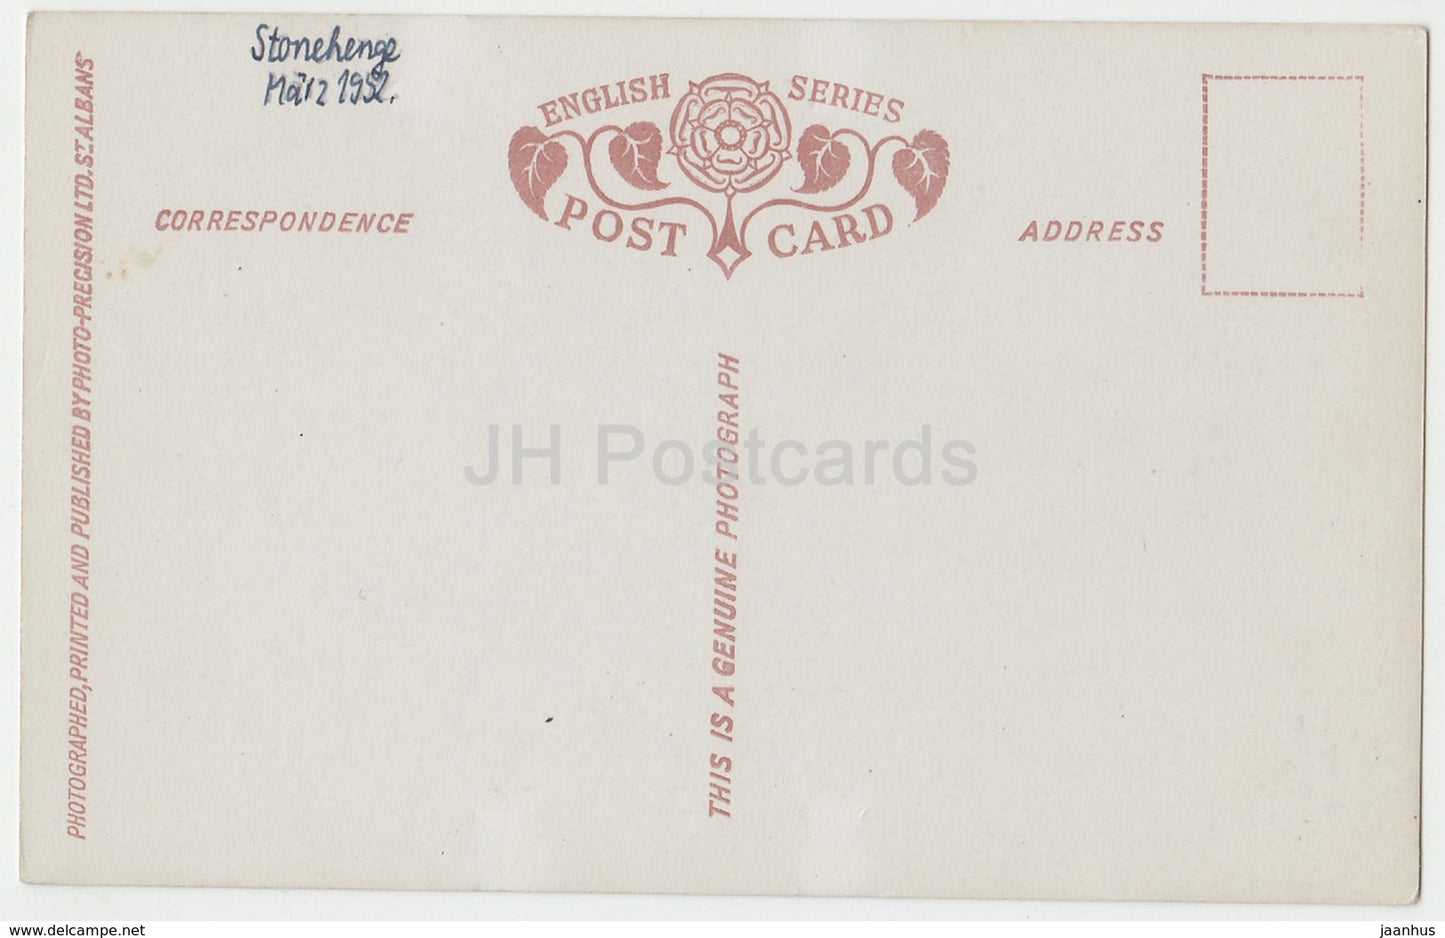 Stonehenge
März 1952.
ENGLISH SERIES
POST CARD
CORRESPONDENCE
ADDRESS
PHOTOGRAPHED, PRINTED AND PUBLISHED BY PHOTO-PRECISION LTD. ST. ALBANS
THIS IS A GENUINE PHOTOGRAPH
JH Postcards
www.delcampe.net
jaanhus